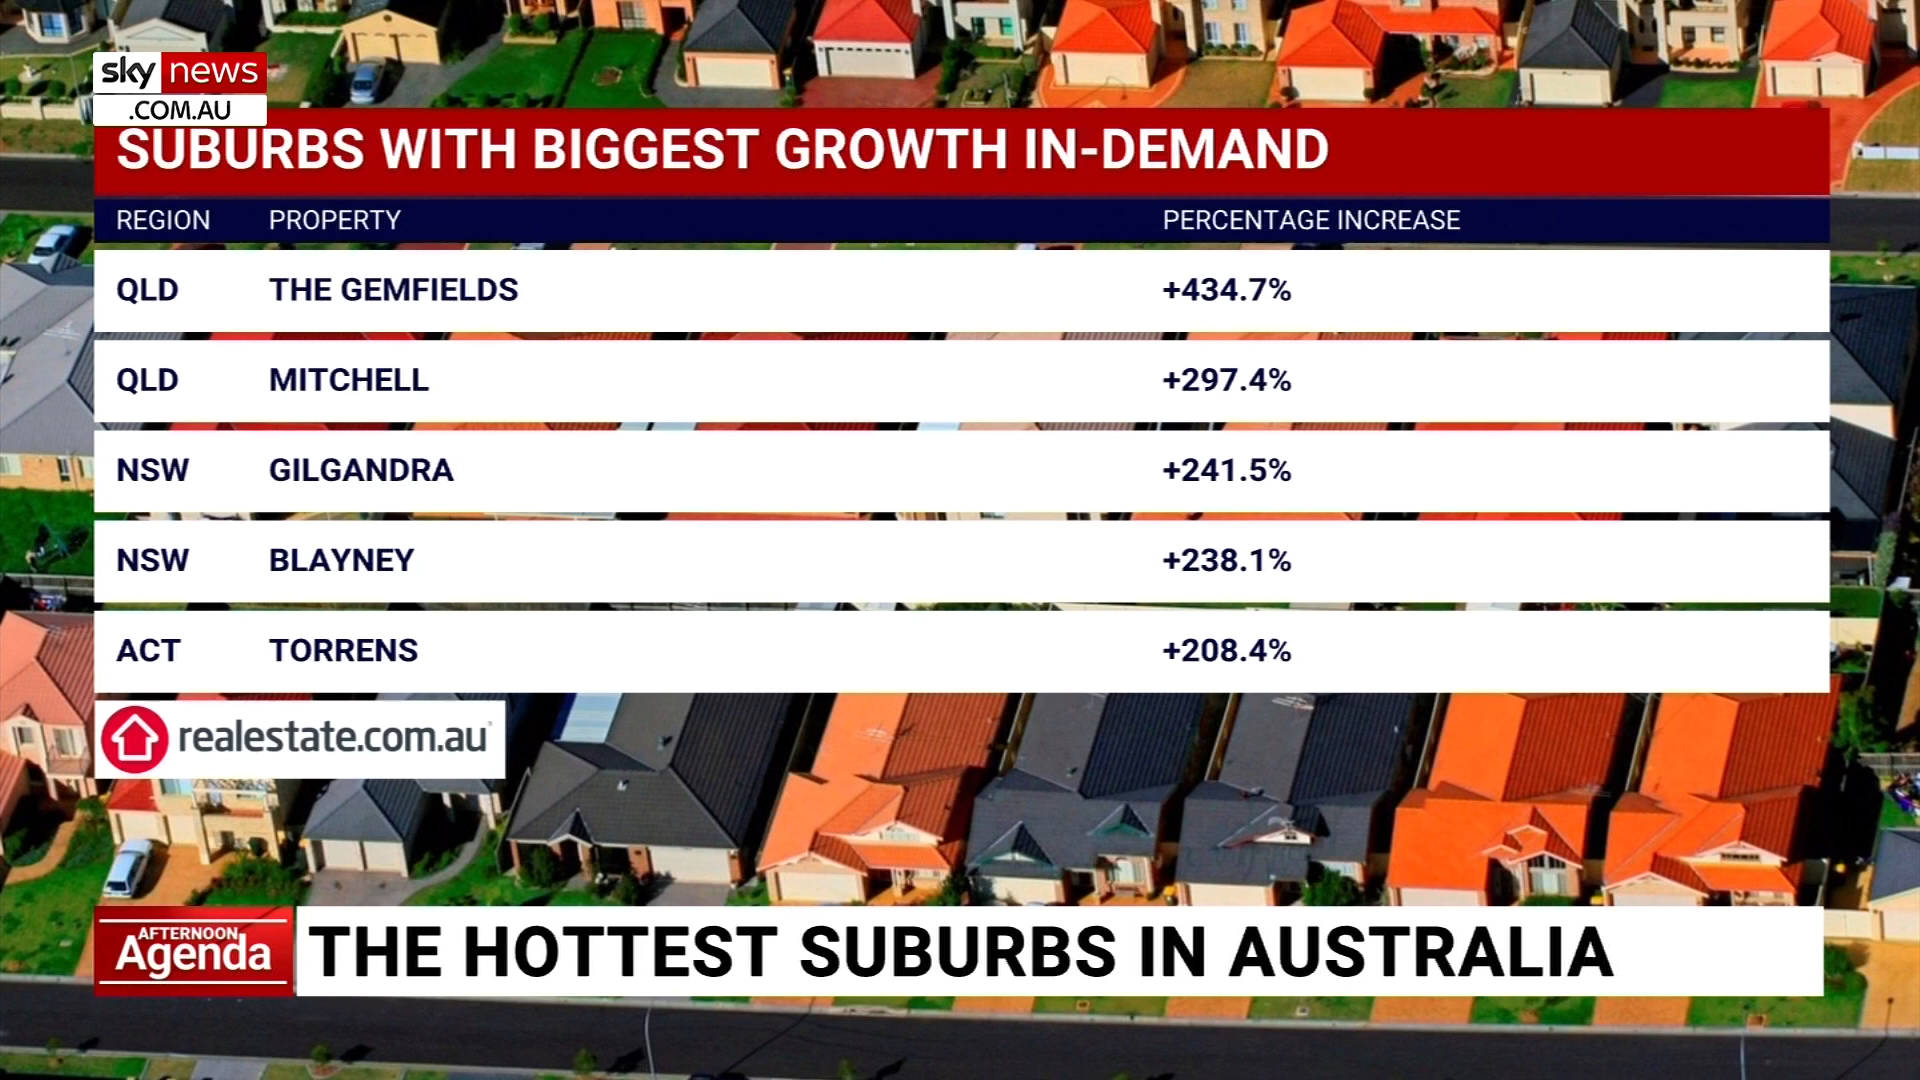 sky news
.COM.AU
SUBURBS WITH BIGGEST GROWTH IN-DEMAND
REGION PROPERTY PERCENTAGE INCREASE
QLD THE GEMFIELDS +434.7%
QLD MITCHELL +297.4%
NSW GILGANDRA +241.5%
NSW BLAYNEY +238.1%
ACT TORRENS +208.4%
realestate.com.au
AFTERNOON
Agenda
THE HOTTEST SUBURBS IN AUSTRALIA